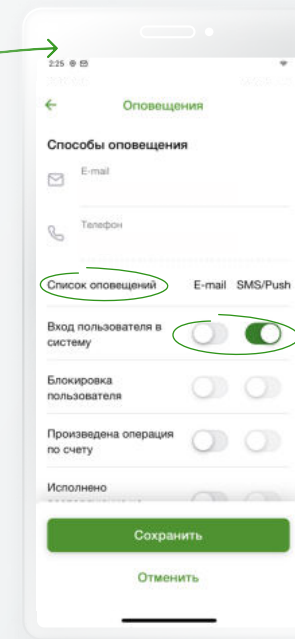 2:25
Оповещения
Способы оповещения
E-mail
Телефон
Список оповещений E-mail SMS/Push
Вход пользователя в
систему
Блокировка
пользователя
Произведена операция
по счету
Исполнено
Сохранить
Отменить